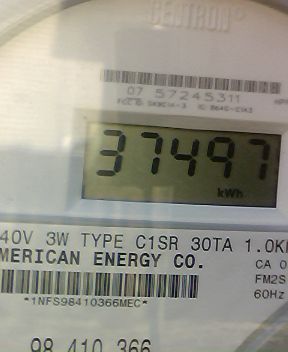 CENTRON®
07 57245311
37497
kWh
40V 3W TYPE C1SR 30TA 1.0K
MERICAN ENERGY CO.
CA 0
FM2S
60Hz
*1NFS98410366MEC*
98 410 366